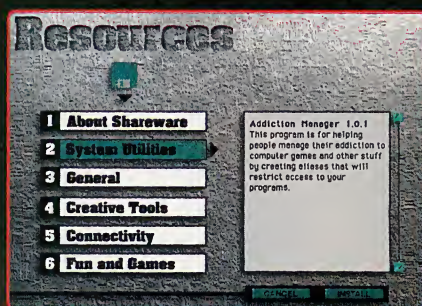 Resources
1 About Shareware
2 System Utilities
3 General
4 Creative Tools
5 Connectivity
6 Fun and Games
Addiction Manager 1.0.1
This program is for helping
people manage their addiction to
computer games and other stuff
by creating aliases that will
restrict access to your
programs.
CANCEL INSTALL